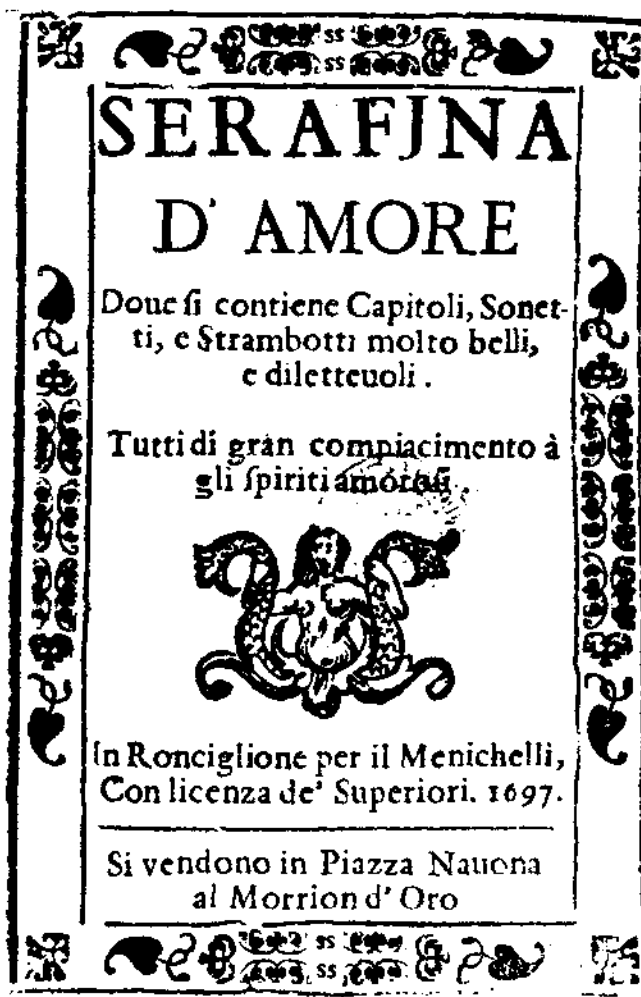 SERAFJNA
D' AMORE
Doue ſi contiene Capitoli, Sonet-
ti, e Strambotti molto belli,
e diletteuoli.
Tutti di gran compiacimento à
gli ſpiriti amoroſi.
In Ronciglione per il Menichelli,
Con licenza de' Superiori. 1697.
Si vendono in Piazza Nauona
al Morrion d' Oro